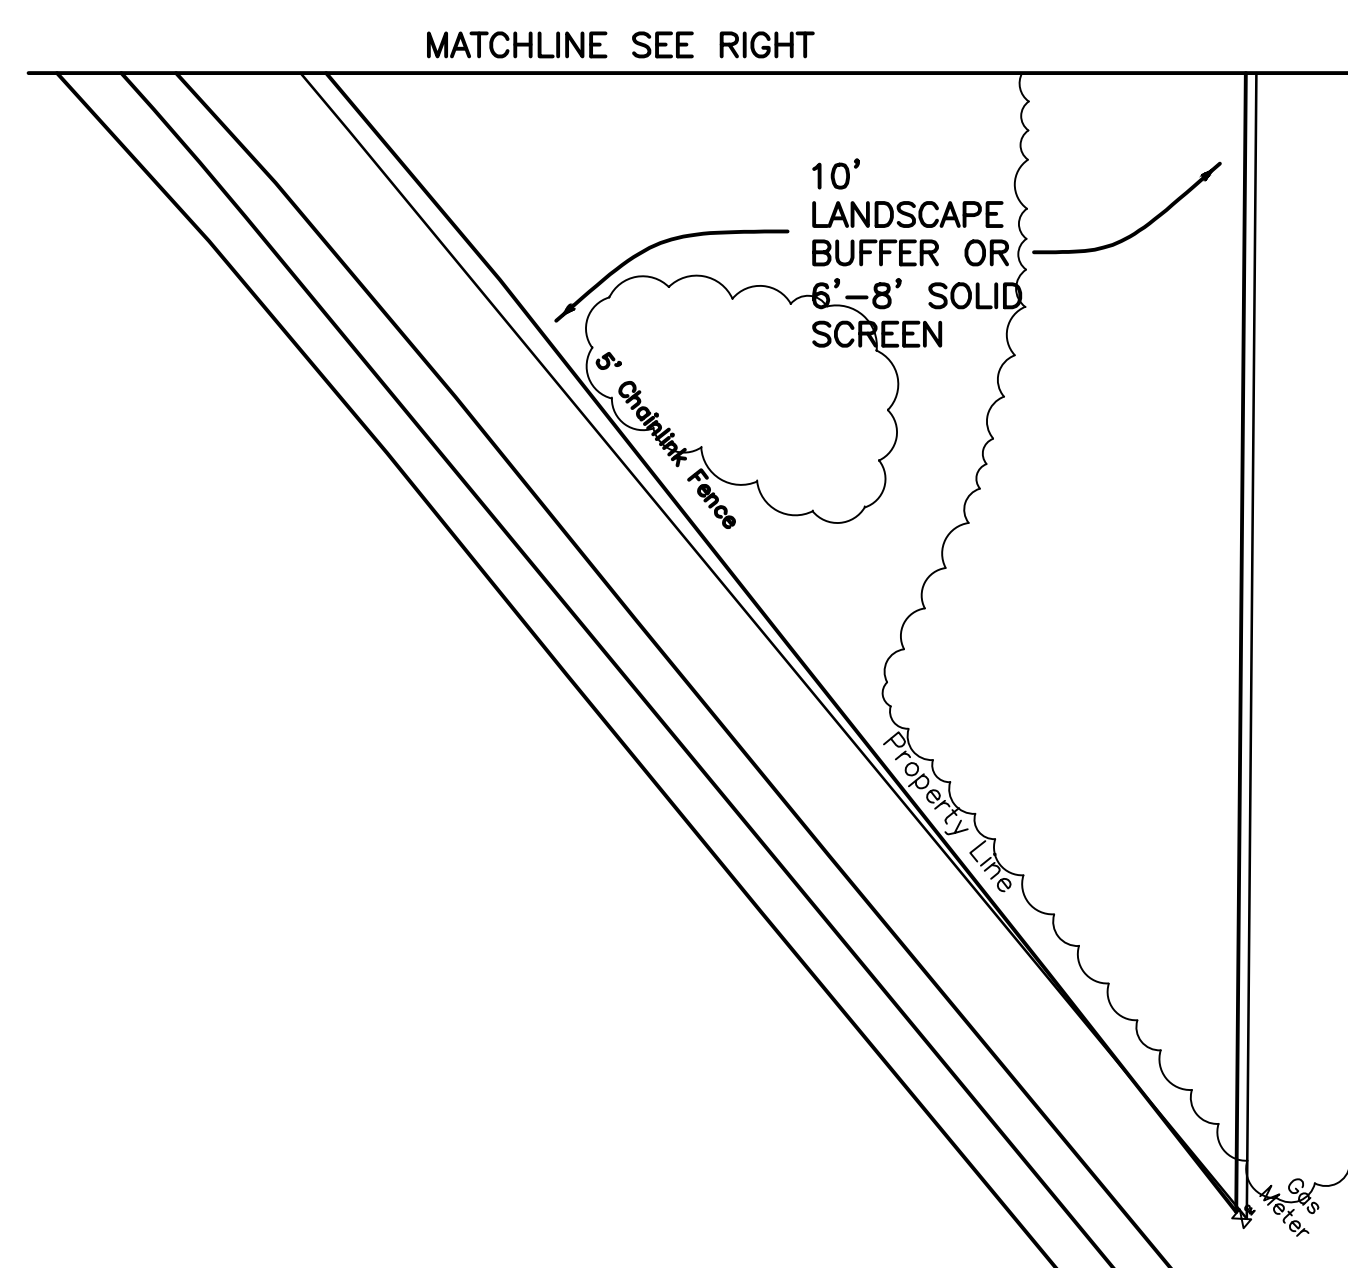 MATCHLINE SEE RIGHT
10'
LANDSCAPE
BUFFER OR
6'-8' SOLID
SCREEN
5' Chainlink Fence
Property Line
Gas
Meter